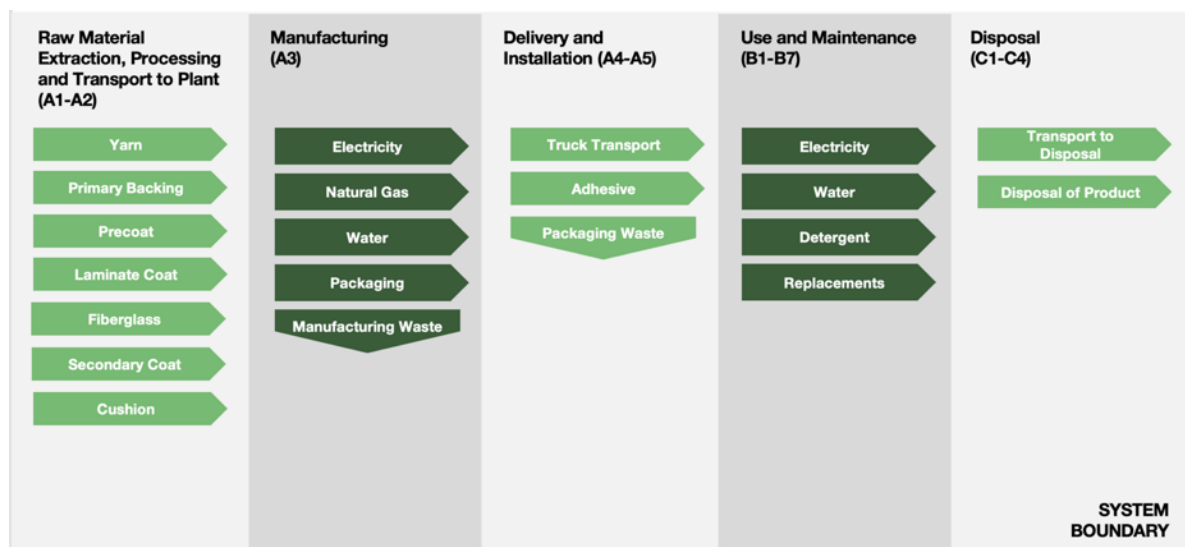 Raw Material
Extraction, Processing
and Transport to Plant
(A1-A2)
Yarn
Primary Backing
Precoat
Laminate Coat
Fiberglass
Secondary Coat
Cushion
Manufacturing
(A3)
Electricity
Natural Gas
Water
Packaging
Manufacturing Waste
Delivery and
Installation (A4-A5)
Truck Transport
Adhesive
Packaging Waste
Use and Maintenance
(B1-B7)
Electricity
Water
Detergent
Replacements
Disposal
(C1-C4)
Transport to
Disposal
Disposal of Product
SYSTEM
BOUNDARY